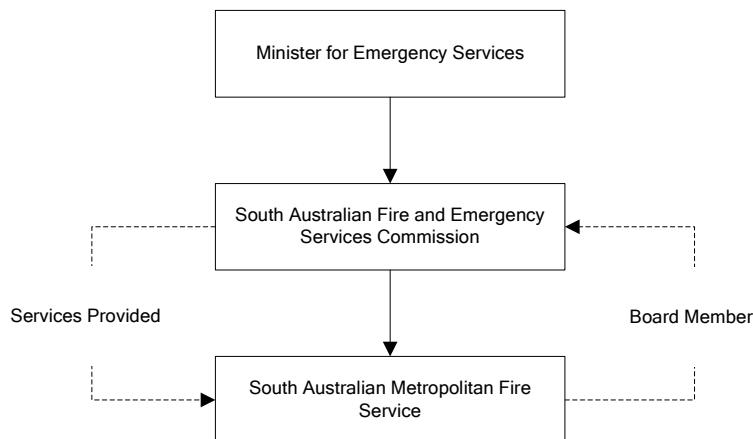 Minister for Emergency Services
South Australian Fire and Emergency
Services Commission
Services Provided
Board Member
South Australian Metropolitan Fire
Service